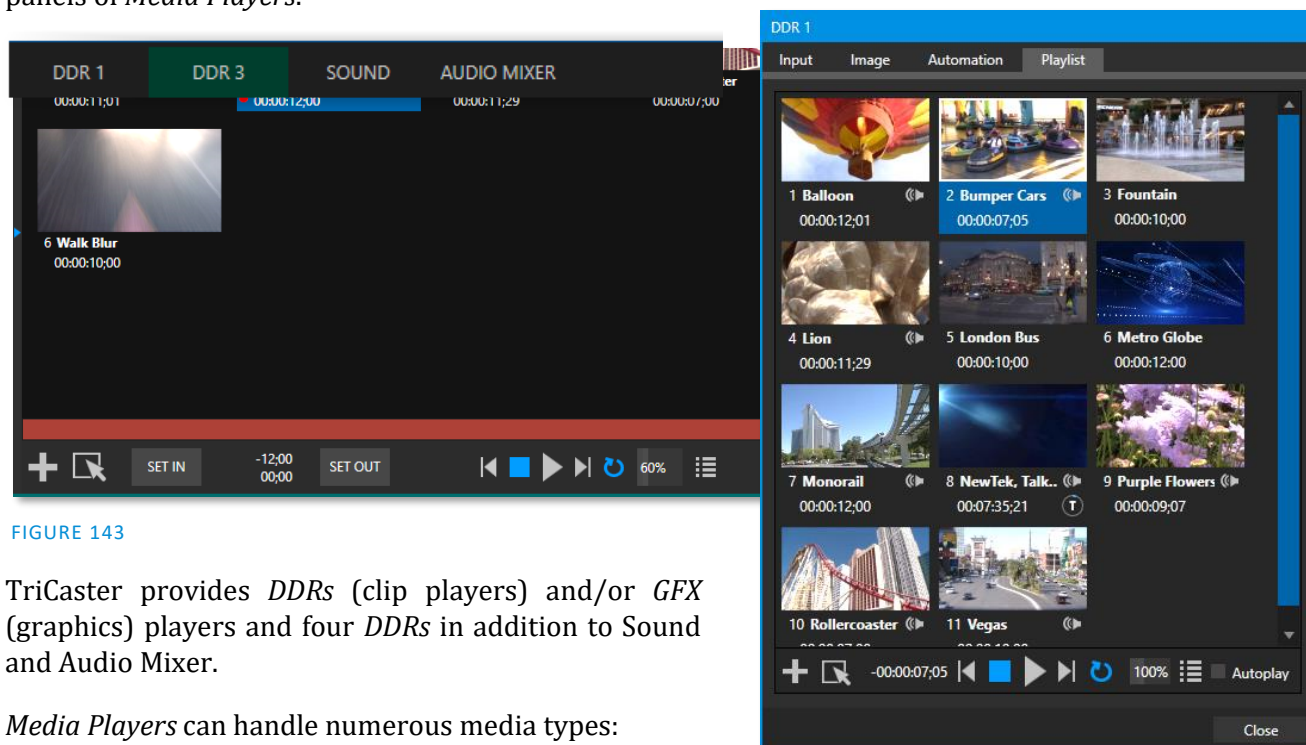 panels of Media Players.
DDR 1 DDR 3 SOUND AUDIO MIXER
00:00:11;01 00:00:12;00 00:00:11;29 00:00:07;00
6 Walk Blur
00:00:10;00
SET IN -12;00 00;00 SET OUT 60%
FIGURE 143
TriCaster provides DDRs (clip players) and/or GFX
(graphics) players and four DDRs in addition to Sound
and Audio Mixer.
Media Players can handle numerous media types:
DDR 1
Input Image Automation Playlist
1 Balloon 2 Bumper Cars 3 Fountain
00:00:12;01 00:00:07;05 00:00:10;00
4 Lion 5 London Bus 6 Metro Globe
00:00:11;29 00:00:10;00 00:00:12:00
7 Monorail 8 NewTek, Talk.. 9 Purple Flowers
00:00:12;00 00:07:35;21 T 00:00:09;07
10 Rollercoaster 11 Vegas
-00:00:07;05 100% Autoplay
Close